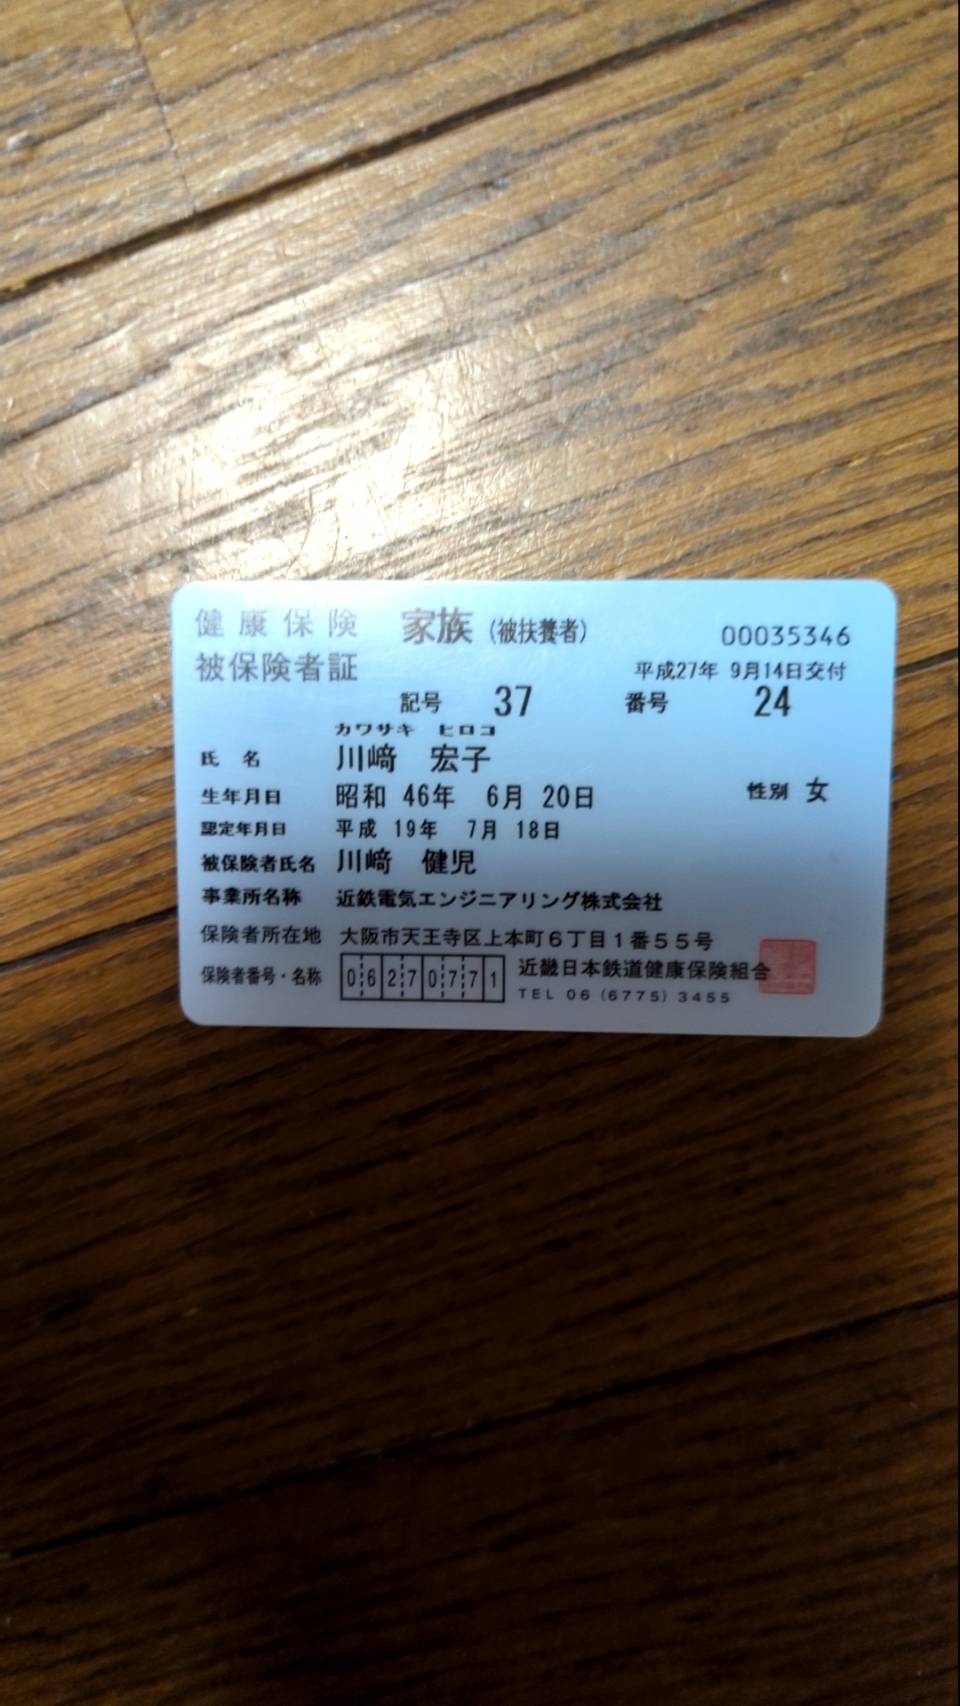 健康保険 家族(被扶養者) 00035346
被保険者証 平成27年 9月14日交付
記号 37 番号 24
カワサキ ヒロコ
氏名 川﨑 宏子
生年月日 昭和 46年 6月 20日 性別 女
認定年月日 平成 19年 7月 18日
被保険者氏名 川﨑 健児
事業所名称 近鉄電気エンジニアリング株式会社
保険者所在地 大阪市天王寺区上本町6丁目1番55号
保険者番号・名称 06270771 近畿日本鉄道健康保険組合
TEL 06(6775)3455